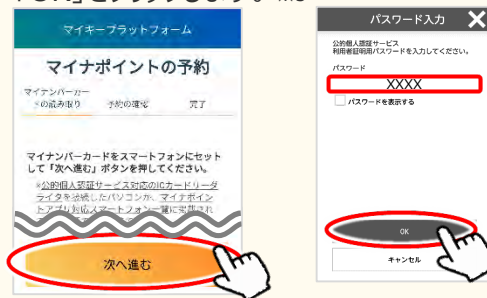 マイキープラットフォーム
マイナポイントの予約
マイナンバーカード
の読み取り
予約の確認
完了
マイナンバーカードをスマートフォンにセット
して「次へ進む」ボタンを押してください。
※公的個人認証サービス対応のICカードリーダ
ライタを接続したパソコンか、マイナポイン
トアプリ対応スマートフォン一覧に記載され
次へ進む
パスワード入力
公的個人認証サービス
利用者証明用パスワードを入力してください。
パスワード
XXXX
パスワードを表示する
OK
キャンセル